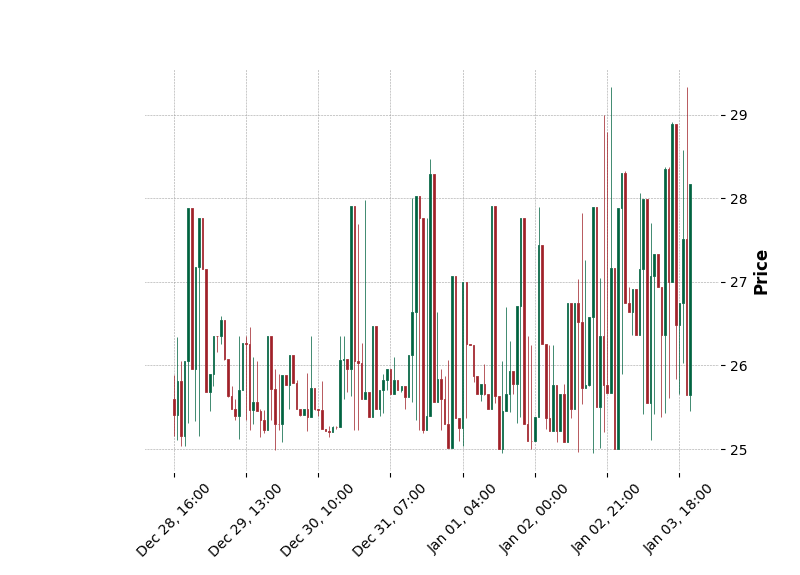 29
28
27
26
25
Price
Dec 28, 16:00
Dec 29, 13:00
Dec 30, 10:00
Dec 31, 07:00
Jan 01, 04:00
Jan 02, 00:00
Jan 02, 21:00
Jan 03, 18:00